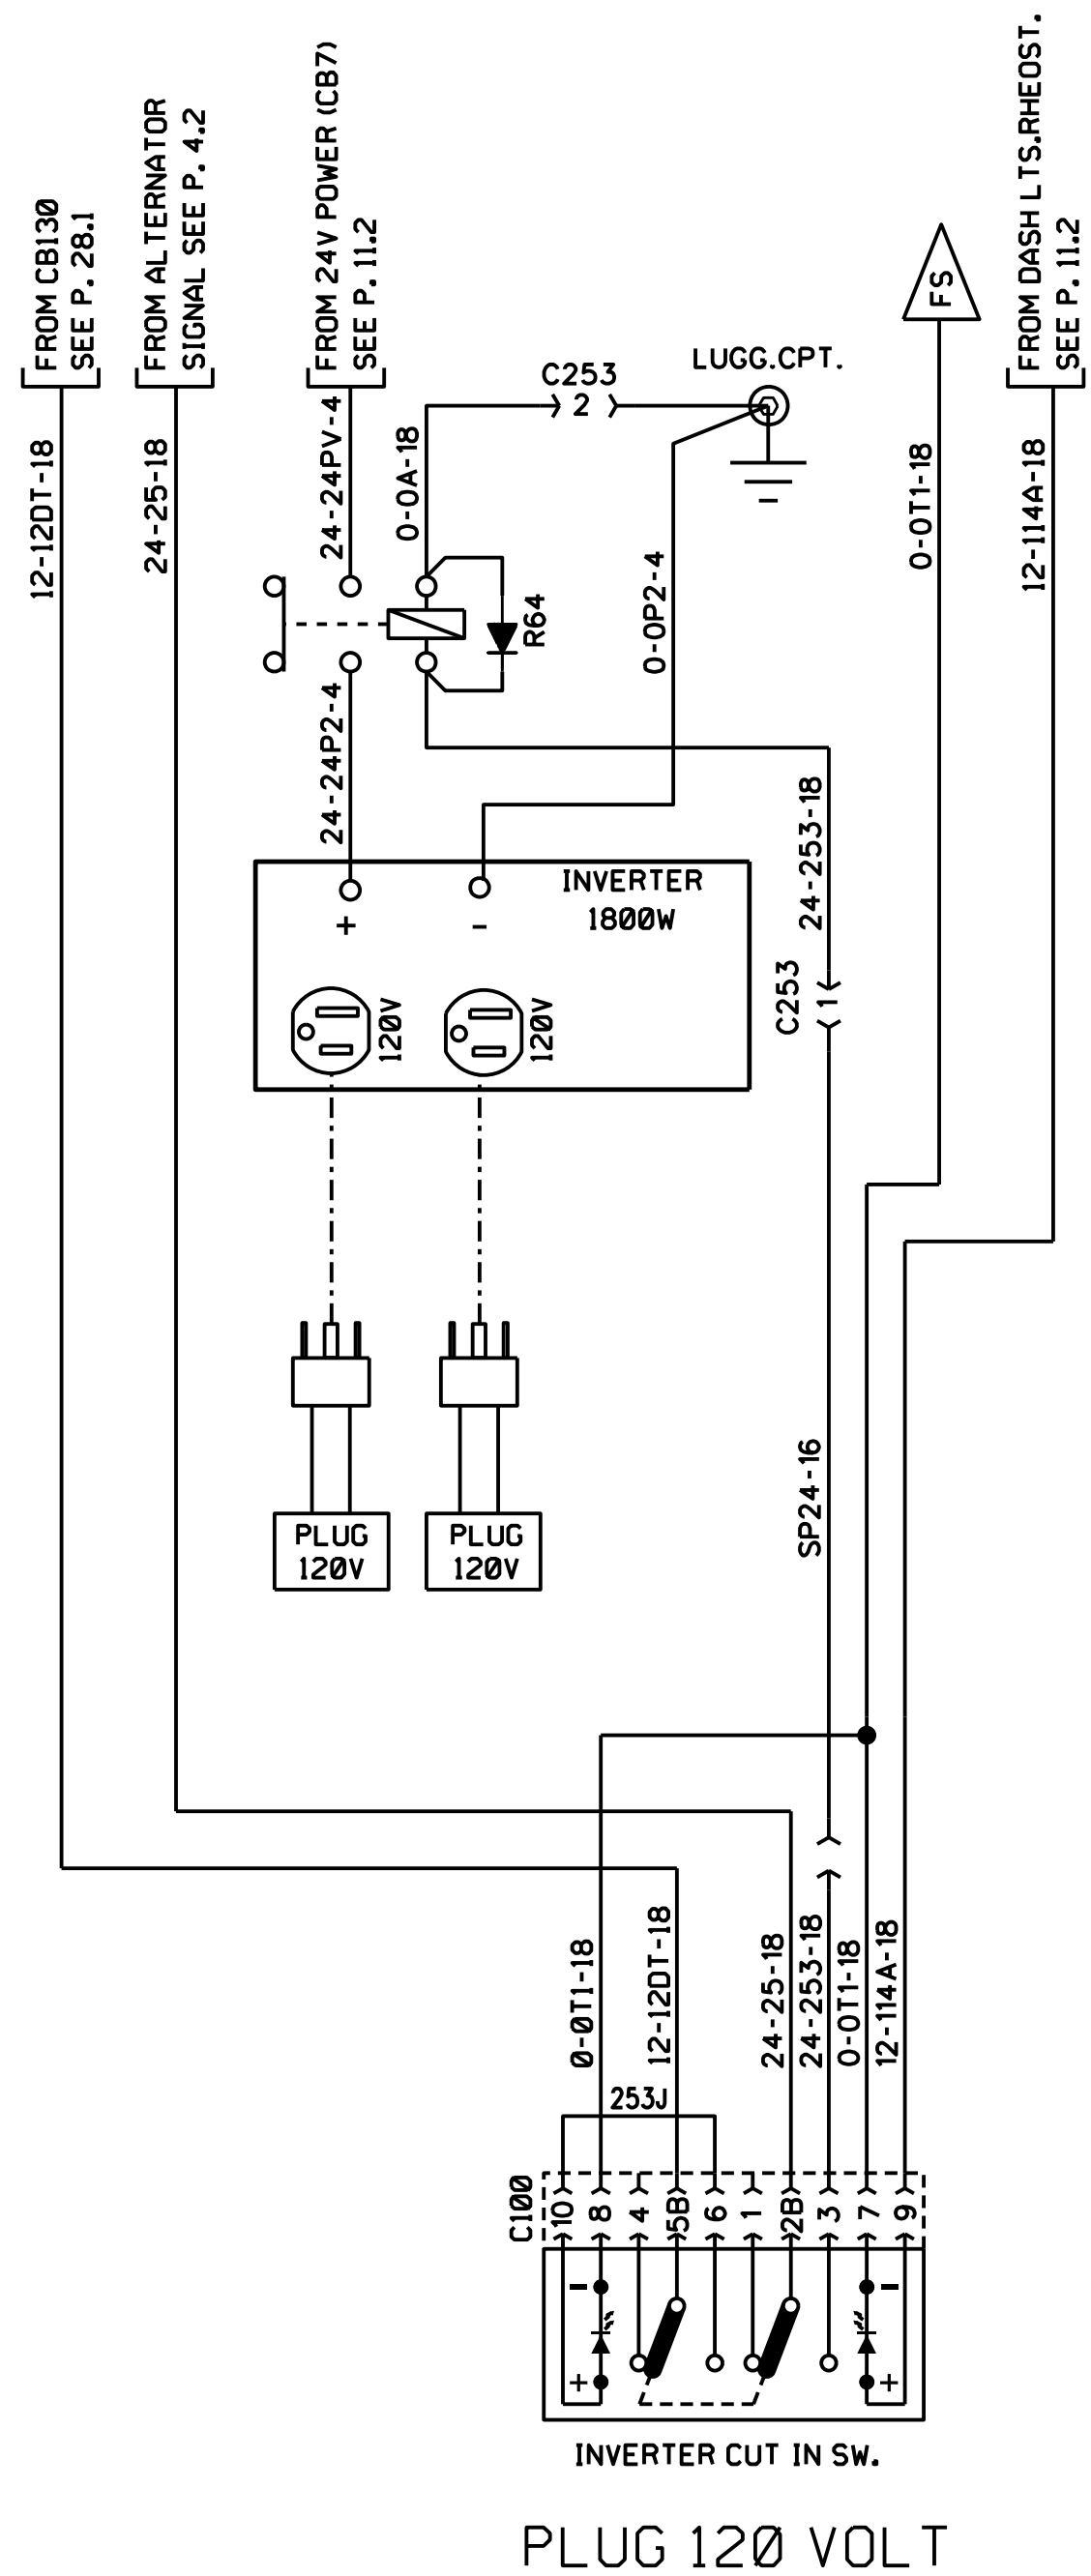 FROM CB130
SEE P. 28.1
FROM ALTERNATOR
SIGNAL SEE P. 4.2
FROM 24V POWER (CB7)
SEE P. 11.2
FROM DASH LTS.RHEOST.
SEE P. 11.2
FS
LUGG.CPT.
C253
2
12-12DT-18
24-25-18
24-24PV-4
0-0A-18
0-0P2-4
0-0T1-18
12-114A-18
R64
24-24P2-4
24-253-18
INVERTER
1800W
+
-
120V
120V
C253
1
SP24-16
PLUG
120V
PLUG
120V
0-0T1-18
12-12DT-18
24-25-18
24-253-18
0-0T1-18
12-114A-18
253J
C100
10
8
4
5B
6
1
2B
3
7
9
-
-
+
+
INVERTER CUT IN SW.
PLUG 120 VOLT